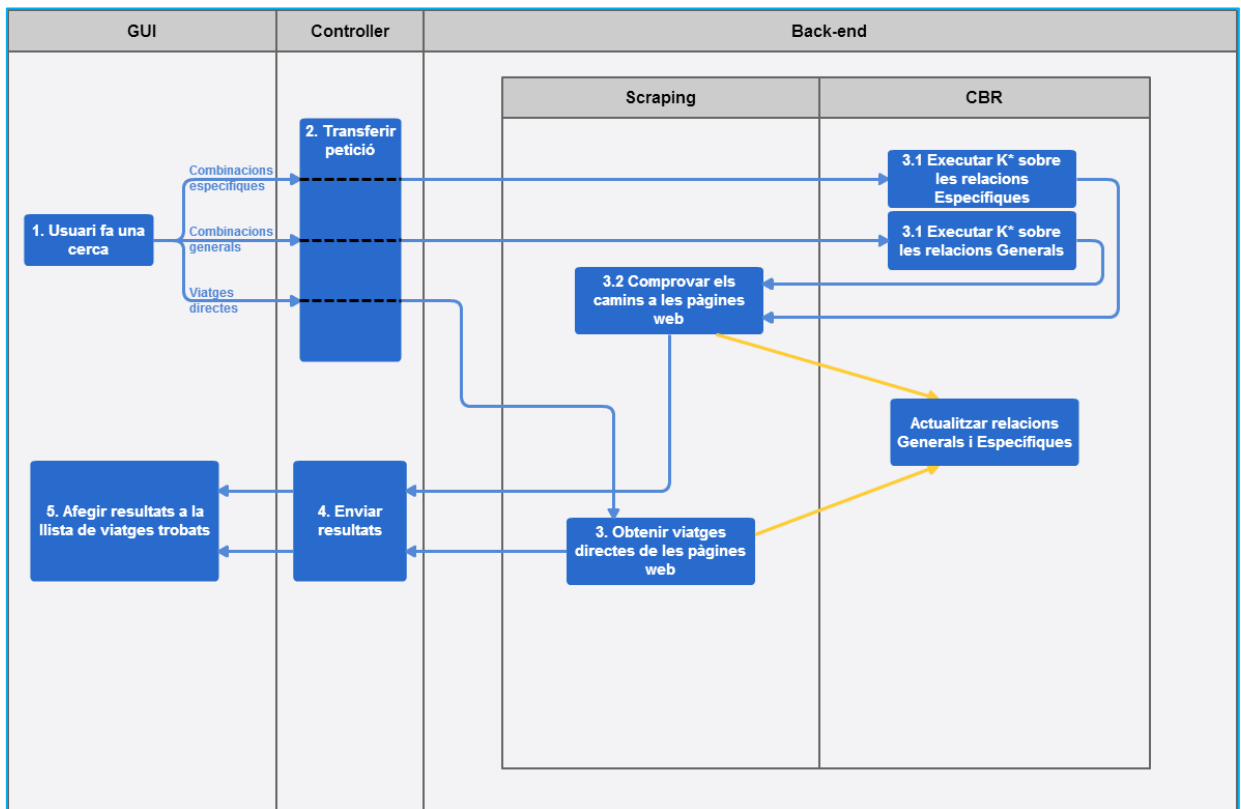 GUI
Controller
Back-end
Scraping
CBR
2. Transferir
petició
Combinacions
específiques
3.1 Executar K* sobre
les relacions
Específiques
1. Usuari fa una
cerca
Combinacions
generals
3.1 Executar K* sobre
les relacions Generals
Viatges
directes
3.2 Comprovar els
camins a les pàgines
web
Actualitzar relacions
Generals i Específiques
5. Afegir resultats a la
llista de viatges trobats
4. Enviar
resultats
3. Obtenir viatges
directes de les pàgines
web